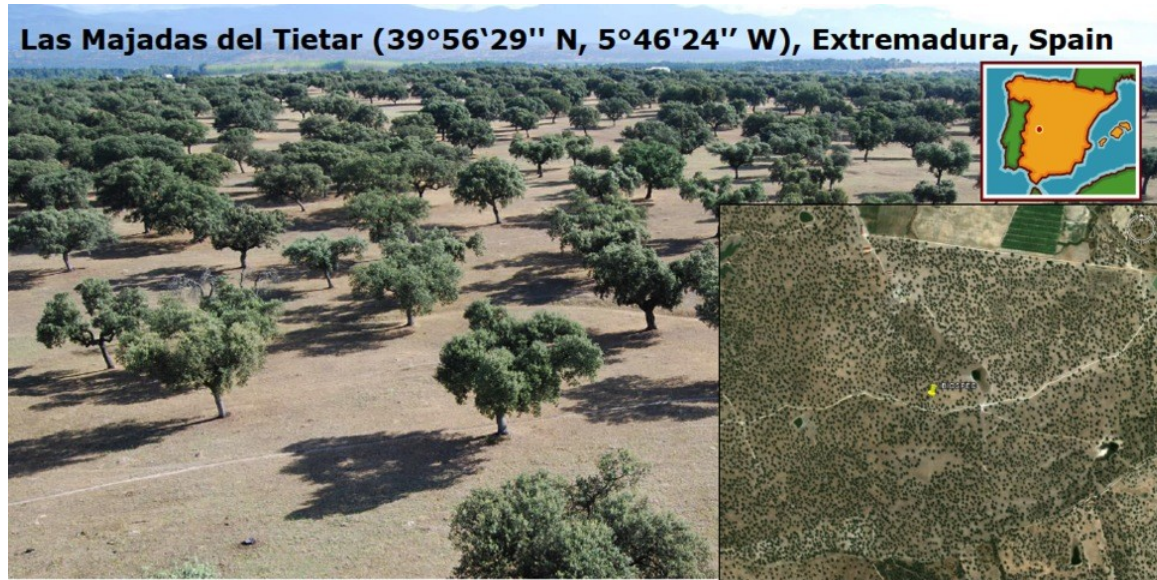 Las Majadas del Tietar (39°56‘29'' N, 5°46'24’’ W), Extremadura, Spain